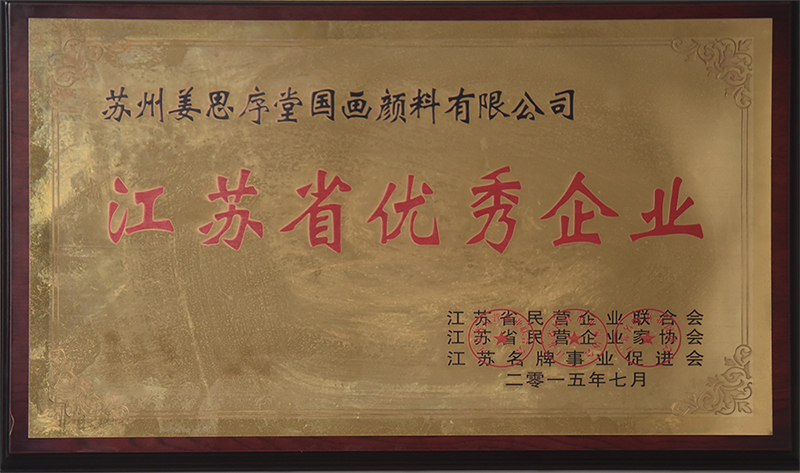 苏州姜思序堂国画颜料有限公司
江苏省优秀企业
江苏省民营企业联合会
江苏省民营企业家协会
江苏名牌事业促进会
二零一五年七月